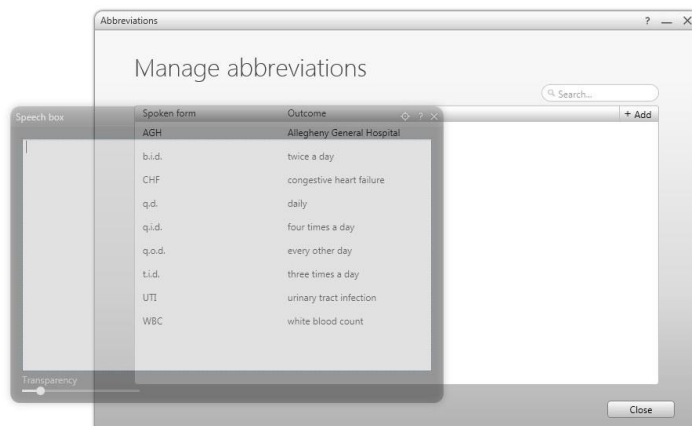 Abbreviations ? — X
Manage abbreviations
Search...
Speech box ? X
Spoken form Outcome + Add
AGH Allegheny General Hospital
b.i.d. twice a day
CHF congestive heart failure
q.d. daily
q.i.d. four times a day
q.o.d. every other day
t.i.d. three times a day
UTI urinary tract infection
WBC white blood count
Transparency
Close